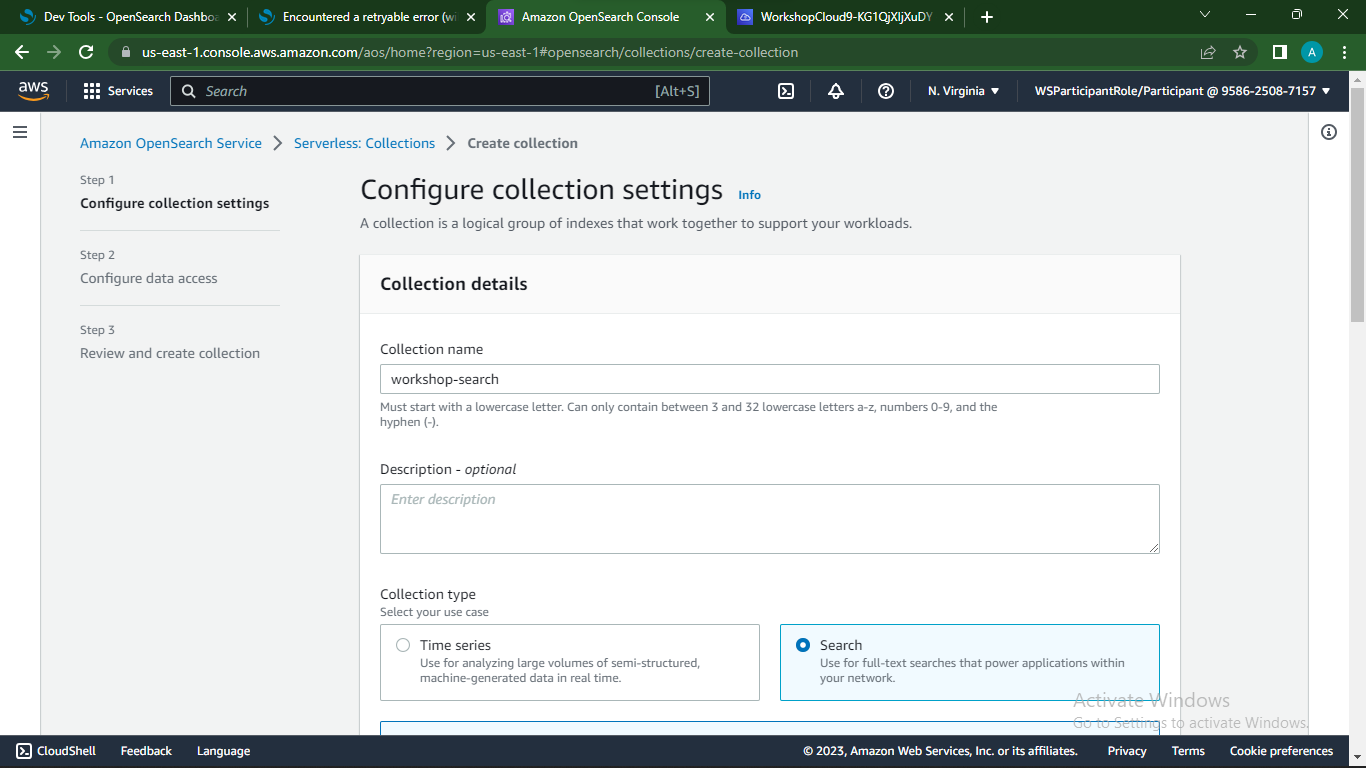 Dev Tools - OpenSearch Dashbo
Encountered a retryable error (wi
Amazon OpenSearch Console
WorkshopCloud9-KG1QjXljXuDY
us-east-1.console.aws.amazon.com/aos/home?region=us-east-1#opensearch/collections/create-collection
A
aws
Services
Search
[Alt+S]
N. Virginia
WSParticipantRole/Participant @ 9586-2508-7157
Amazon OpenSearch Service
Serverless: Collections
Create collection
Step 1
Configure collection settings
Step 2
Configure data access
Step 3
Review and create collection
Configure collection settings Info
A collection is a logical group of indexes that work together to support your workloads.
Collection details
Collection name
workshop-search
Must start with a lowercase letter. Can only contain between 3 and 32 lowercase letters a-z, numbers 0-9, and the
hyphen (-).
Description - optional
Enter description
Collection type
Select your use case
Time series
Use for analyzing large volumes of semi-structured,
machine-generated data in real time.
Search
Use for full-text searches that power applications within
your network.
Activate Windows
Go to Settings to activate Windows.
CloudShell
Feedback
Language
© 2023, Amazon Web Services, Inc. or its affiliates.
Privacy
Terms
Cookie preferences